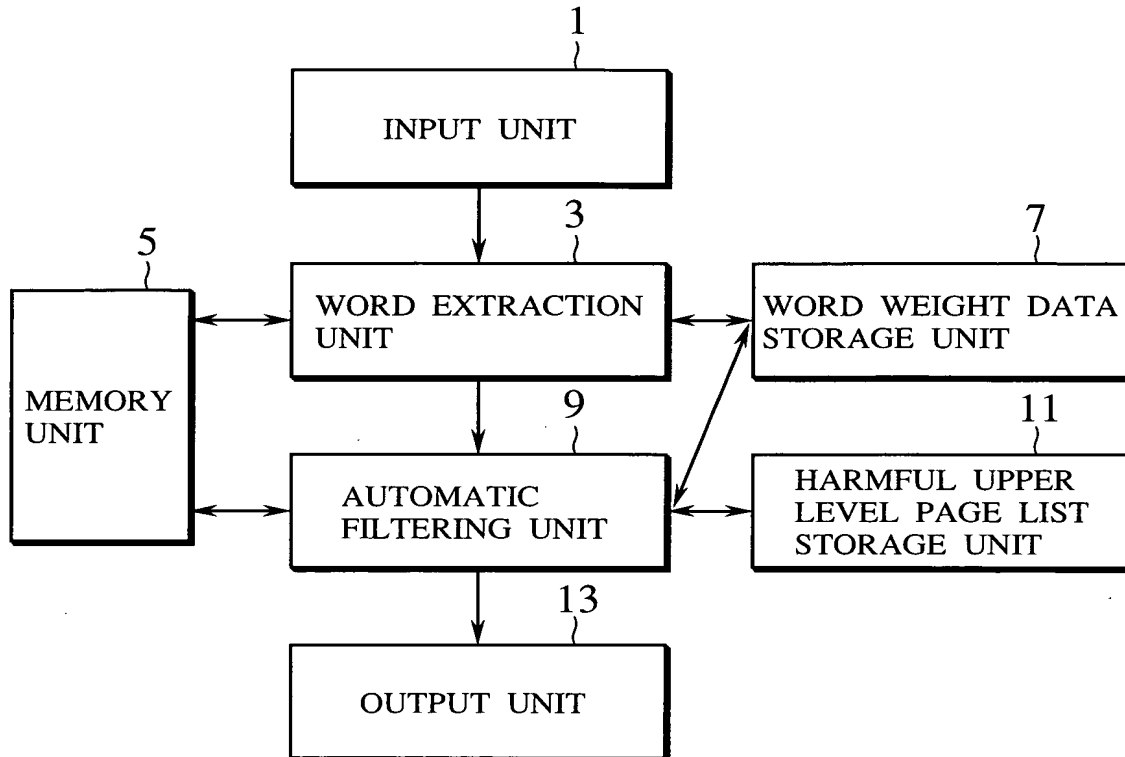 1
INPUT UNIT
3
WORD EXTRACTION
UNIT
5
MEMORY
UNIT
7
WORD WEIGHT DATA
STORAGE UNIT
9
AUTOMATIC
FILTERING UNIT
11
HARMFUL UPPER
LEVEL PAGE LIST
STORAGE UNIT
13
OUTPUT UNIT